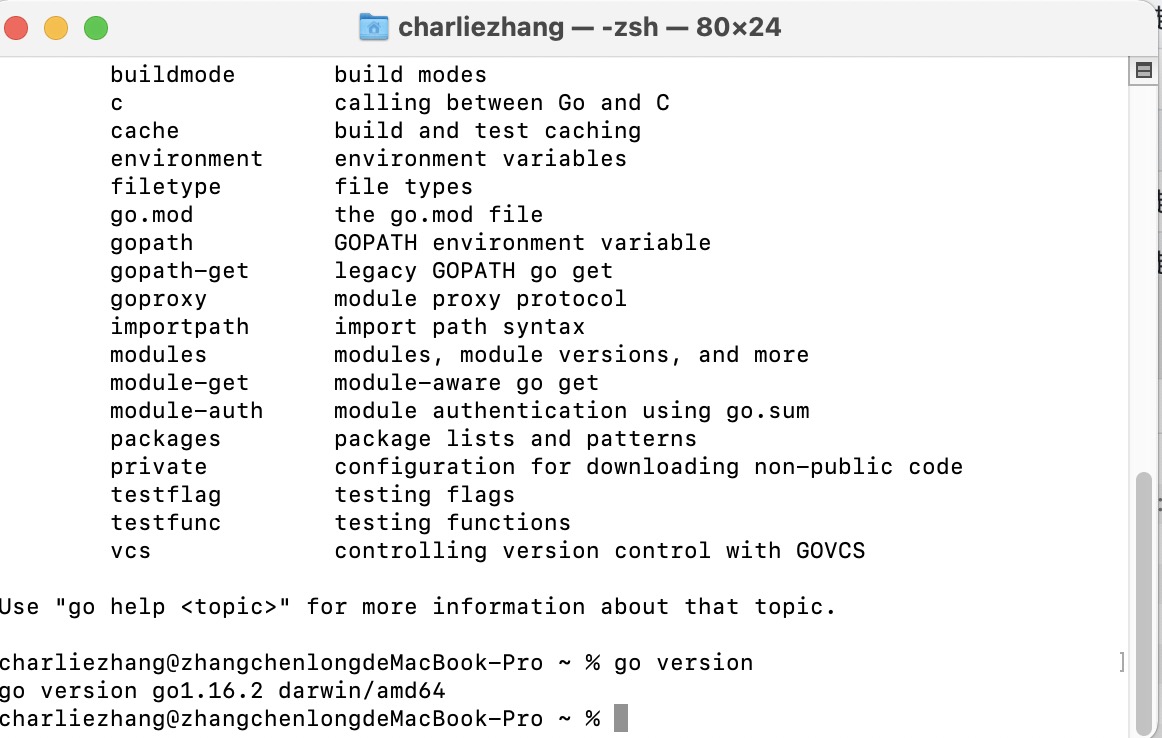 charliezhang — -zsh — 80×24
buildmode build modes
c calling between Go and C
cache build and test caching
environment environment variables
filetype file types
go.mod the go.mod file
gopath GOPATH environment variable
gopath-get legacy GOPATH go get
goproxy module proxy protocol
importpath import path syntax
modules modules, module versions, and more
module-get module-aware go get
module-auth module authentication using go.sum
packages package lists and patterns
private configuration for downloading non-public code
testflag testing flags
testfunc testing functions
vcs controlling version control with GOVCS
Use "go help <topic>" for more information about that topic.
charliezhang@zhangchenlongdeMacBook-Pro ~ % go version ]
go version go1.16.2 darwin/amd64
charliezhang@zhangchenlongdeMacBook-Pro ~ %